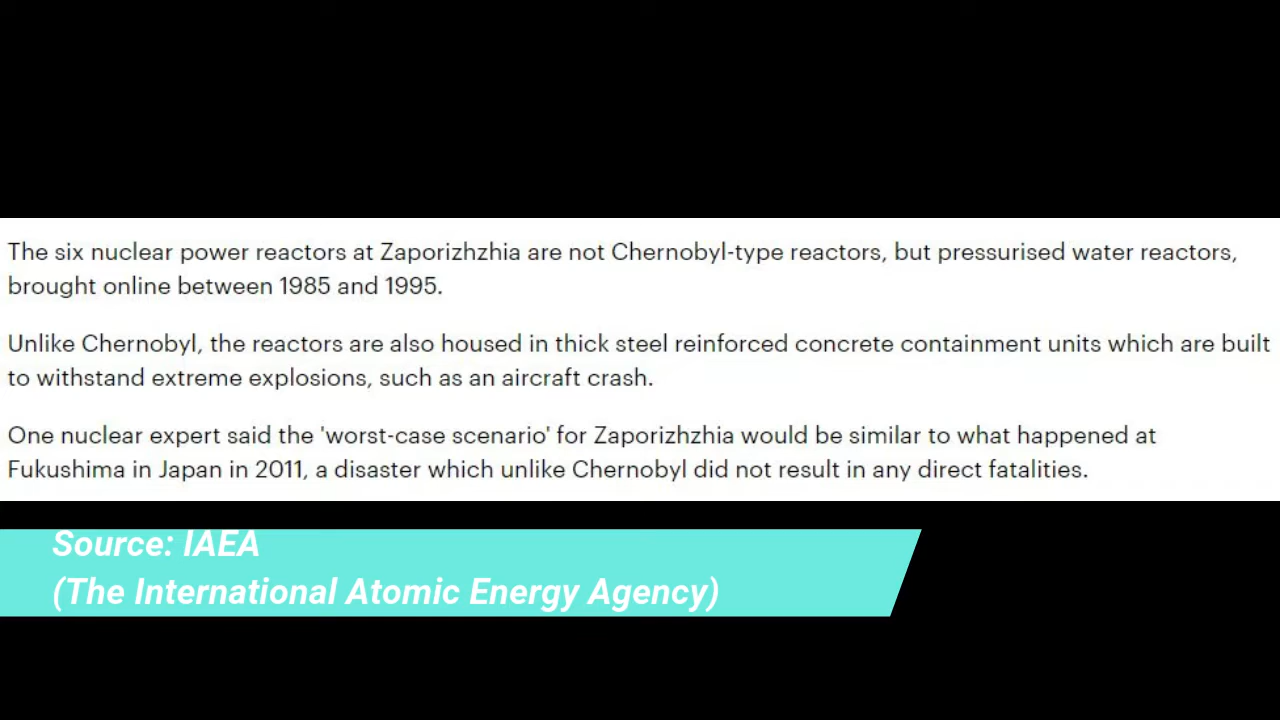 The six nuclear power reactors at Zaporizhzhia are not Chernobyl-type reactors, but pressurised water reactors,
brought online between 1985 and 1995.
Unlike Chernobyl, the reactors are also housed in thick steel reinforced concrete containment units which are built
to withstand extreme explosions, such as an aircraft crash.
One nuclear expert said the 'worst-case scenario' for Zaporizhzhia would be similar to what happened at
Fukushima in Japan in 2011, a disaster which unlike Chernobyl did not result in any direct fatalities.
Source: IAEA
(The International Atomic Energy Agency)